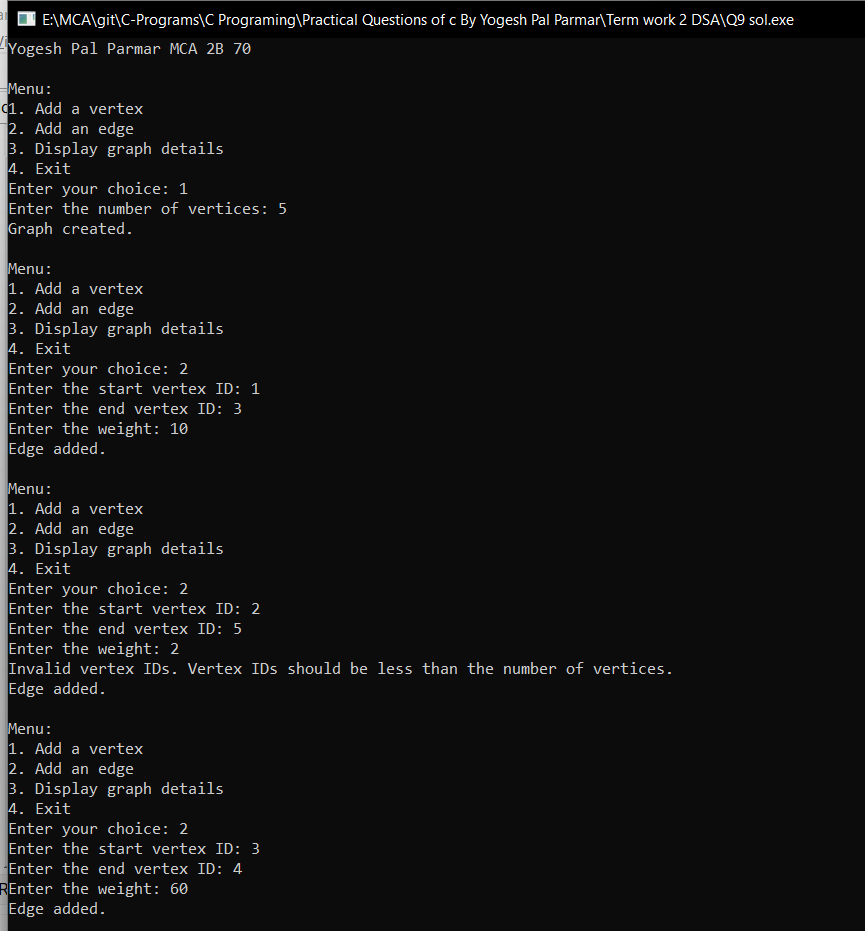 E:\MCA\git\C-Programs\C Programing\Practical Questions of c By Yogesh Pal Parmar\Term work 2 DSA\Q9 sol.exe
Yogesh Pal Parmar MCA 2B 70
Menu:
1. Add a vertex
2. Add an edge
3. Display graph details
4. Exit
Enter your choice: 1
Enter the number of vertices: 5
Graph created.
Menu:
1. Add a vertex
2. Add an edge
3. Display graph details
4. Exit
Enter your choice: 2
Enter the start vertex ID: 1
Enter the end vertex ID: 3
Enter the weight: 10
Edge added.
Menu:
1. Add a vertex
2. Add an edge
3. Display graph details
4. Exit
Enter your choice: 2
Enter the start vertex ID: 2
Enter the end vertex ID: 5
Enter the weight: 2
Invalid vertex IDs. Vertex IDs should be less than the number of vertices.
Edge added.
Menu:
1. Add a vertex
2. Add an edge
3. Display graph details
4. Exit
Enter your choice: 2
Enter the start vertex ID: 3
Enter the end vertex ID: 4
Enter the weight: 60
Edge added.